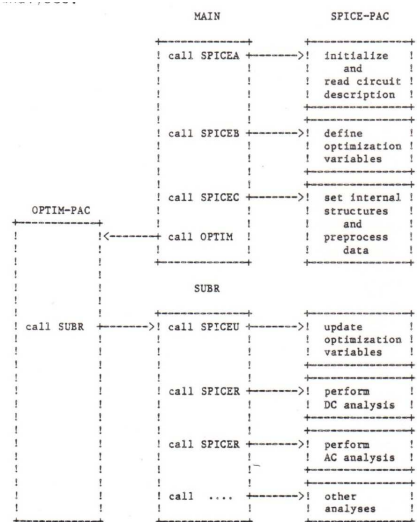 MAIN SPICE-PAC
call SPICEA initialize
and
read circuit
description
call SPICEB define
optimization
variables
call SPICEC set internal
structures
OPTIM-PAC and
call OPTIM preprocess
data
SUBR
call SUBR call SPICEU update
optimization
variables
call SPICER perform
DC analysis
call SPICER perform
AC analysis
call .... other
analyses